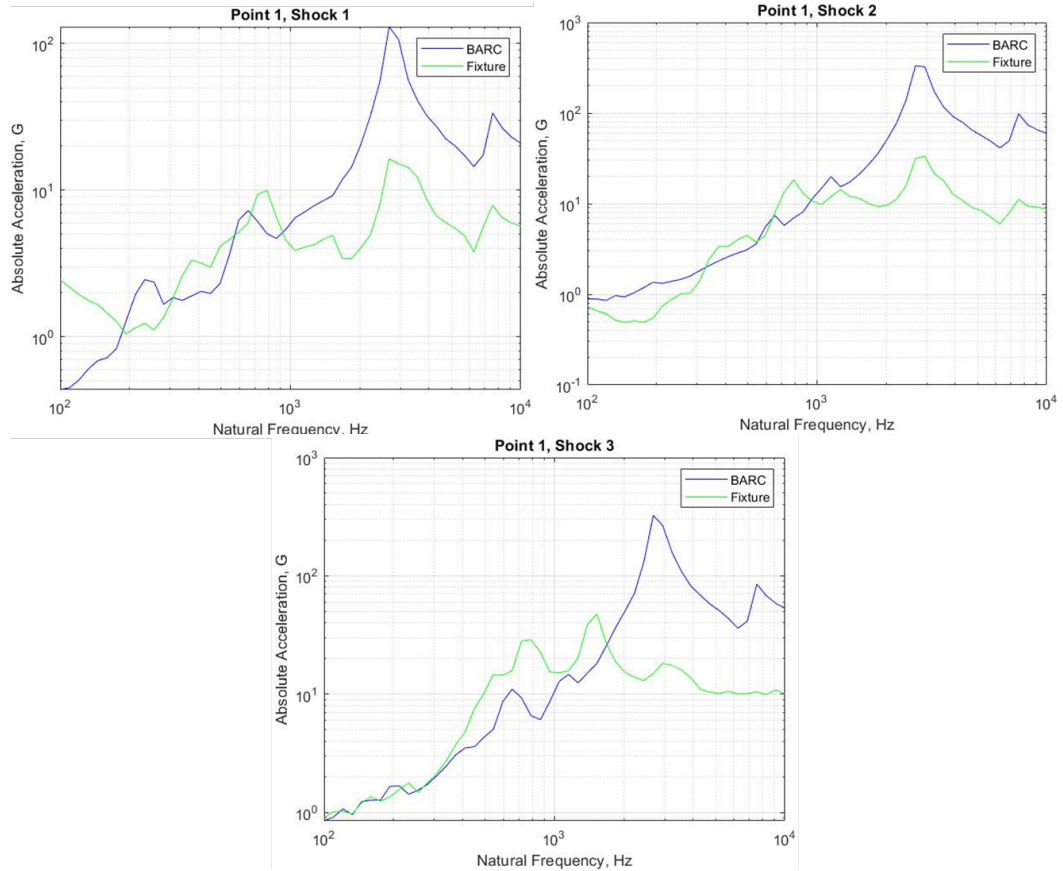 Point 1, Shock 1
BARC
Fixture
Absolute Acceleration, G
10^2
10^1
10^0
10^2
10^3
10^4
Natural Frequency, Hz
Point 1, Shock 2
BARC
Fixture
Absolute Acceleration, G
10^3
10^2
10^1
10^0
10^-1
10^2
10^3
10^4
Natural Frequency, Hz
Point 1, Shock 3
BARC
Fixture
Absolute Acceleration, G
10^3
10^2
10^1
10^0
10^2
10^3
10^4
Natural Frequency, Hz